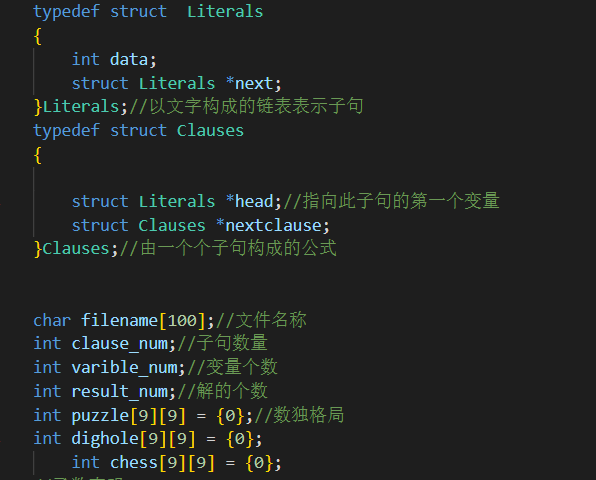 typedef struct  Literals
{
    int data;
    struct Literals *next;
}Literals;//以文字构成的链表表示子句
typedef struct Clauses
{
    struct Literals *head;//指向此子句的第一个变量
    struct Clauses *nextclause;
}Clauses;//由一个个子句构成的公式
char filename[100];//文件名称
int clause_num;//子句数量
int varible_num;//变量个数
int result_num;//解的个数
int puzzle[9][9] = {0};//数独格局
int dighole[9][9] = {0};
    int chess[9][9] = {0};